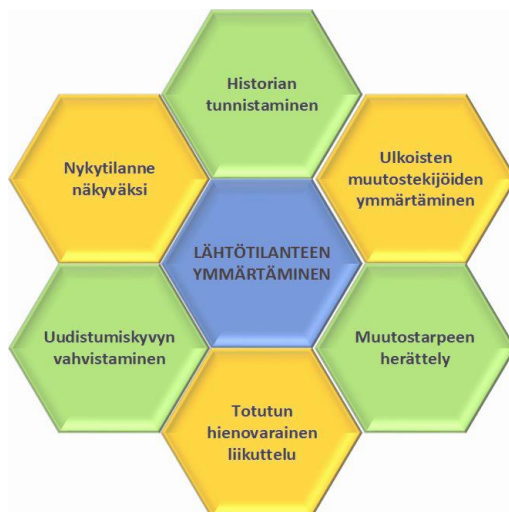 Historian
tunnistaminen
Nykytilanne
näkyväksi
Ulkoisten
muutostekijöiden
ymmärtäminen
LÄHTÖTILANTEEN
YMMÄRTÄMINEN
Uudistumiskyvyn
vahvistaminen
Muutostarpeen
herättely
Totutun
hienovarainen
liikuttelu